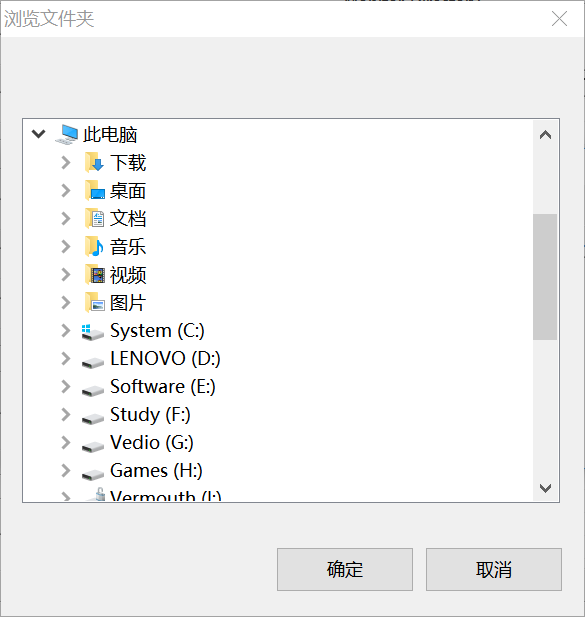 浏览文件夹
此电脑
下载
桌面
文档
音乐
视频
图片
System (C:)
LENOVO (D:)
Software (E:)
Study (F:)
Vedio (G:)
Games (H:)
Vermouth (I:)
确定
取消